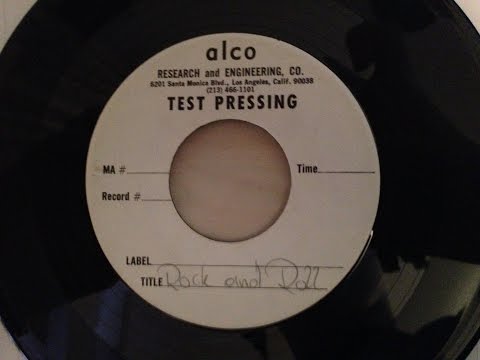 alco
RESEARCH and ENGINEERING, CO.
6201 Santa Monica Blvd., Los Angeles, Calif. 90038
(213) 466-1101
TEST PRESSING
MA # Time
Record #
LABEL
TITLE Rock and Roll